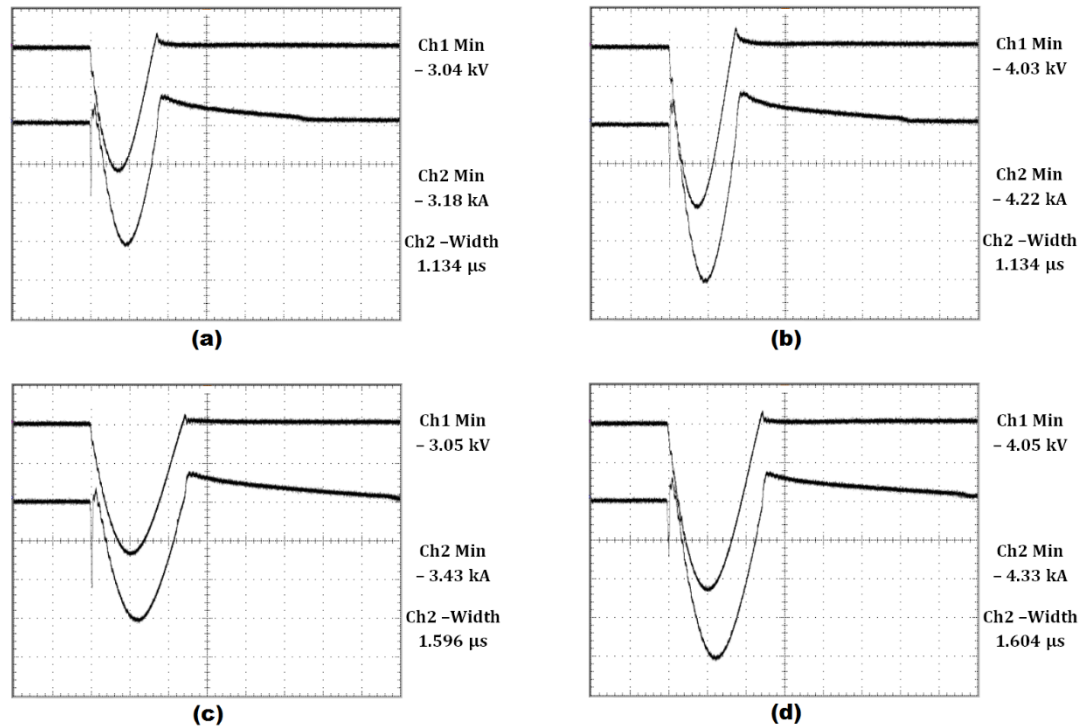 Ch1 Min
– 3.04 kV
Ch2 Min
– 3.18 kA
Ch2 –Width
1.134 μs
(a)
Ch1 Min
– 4.03 kV
Ch2 Min
– 4.22 kA
Ch2 –Width
1.134 μs
(b)
Ch1 Min
– 3.05 kV
Ch2 Min
– 3.43 kA
Ch2 –Width
1.596 μs
(c)
Ch1 Min
– 4.05 kV
Ch2 Min
– 4.33 kA
Ch2 –Width
1.604 μs
(d)